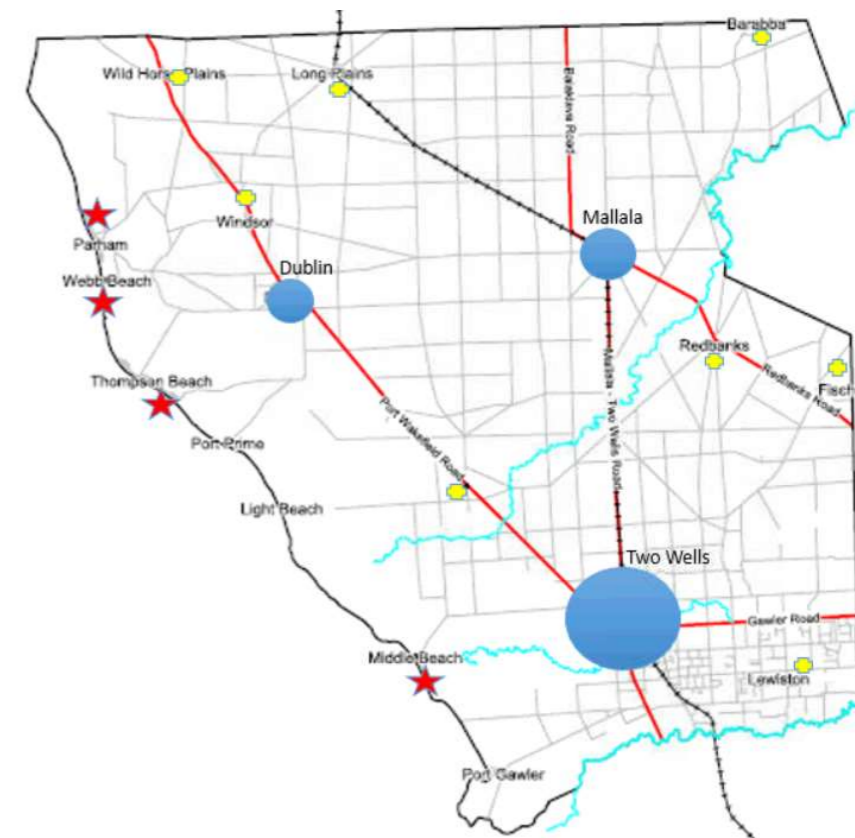 Barabba
Wild Horse Plains
Long Plains
Balaklava Road
Windsor
Mallala
Parham
Dublin
Webb Beach
Redbanks
Thompson Beach
Redbanks Road
Fisch
Port Wakefield Road
Mallala - Two Wells Road
Port Prime
Light Beach
Two Wells
Gawler Road
Middle Beach
Lewiston
Port Gawler